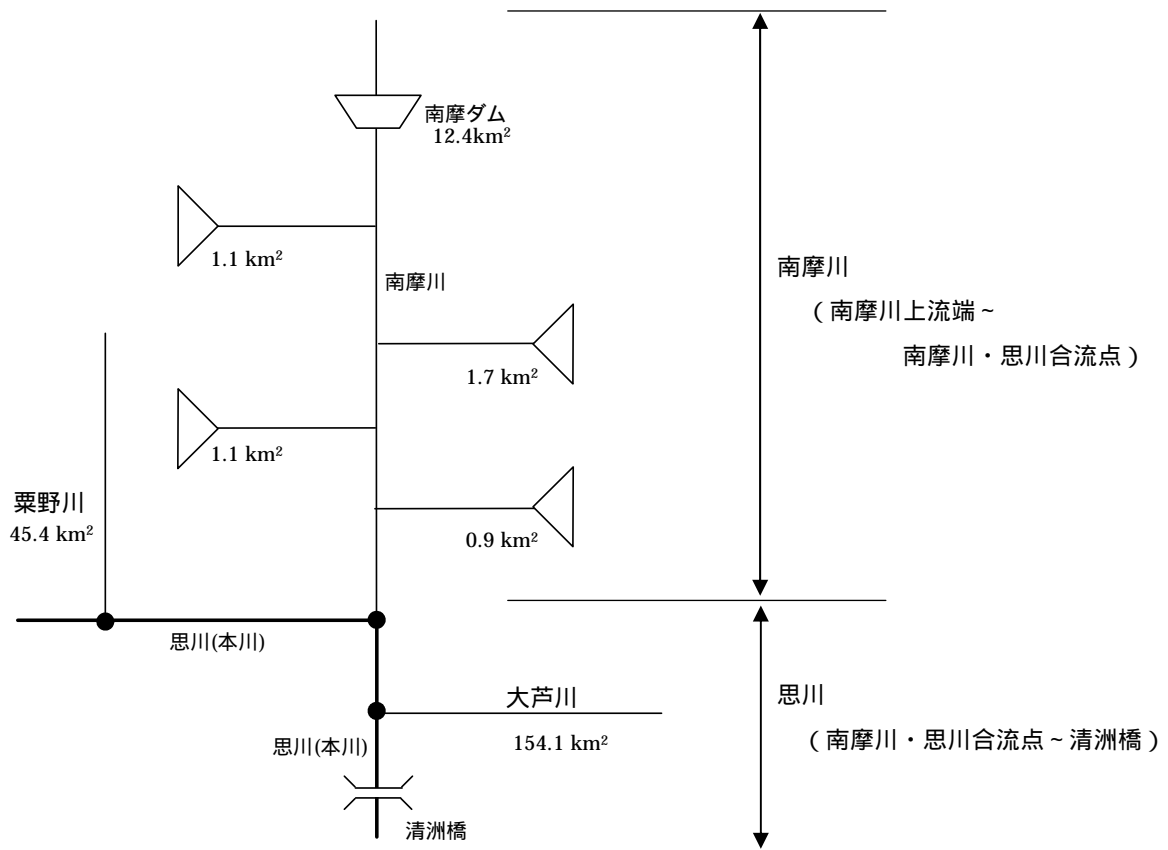 南摩ダム
12.4km²
1.1 km²
南摩川
1.7 km²
1.1 km²
0.9 km²
粟野川
45.4 km²
思川(本川)
大芦川
154.1 km²
思川(本川)
清洲橋
南摩川
(南摩川上流端~
南摩川・思川合流点)
思川
(南摩川・思川合流点~清洲橋)